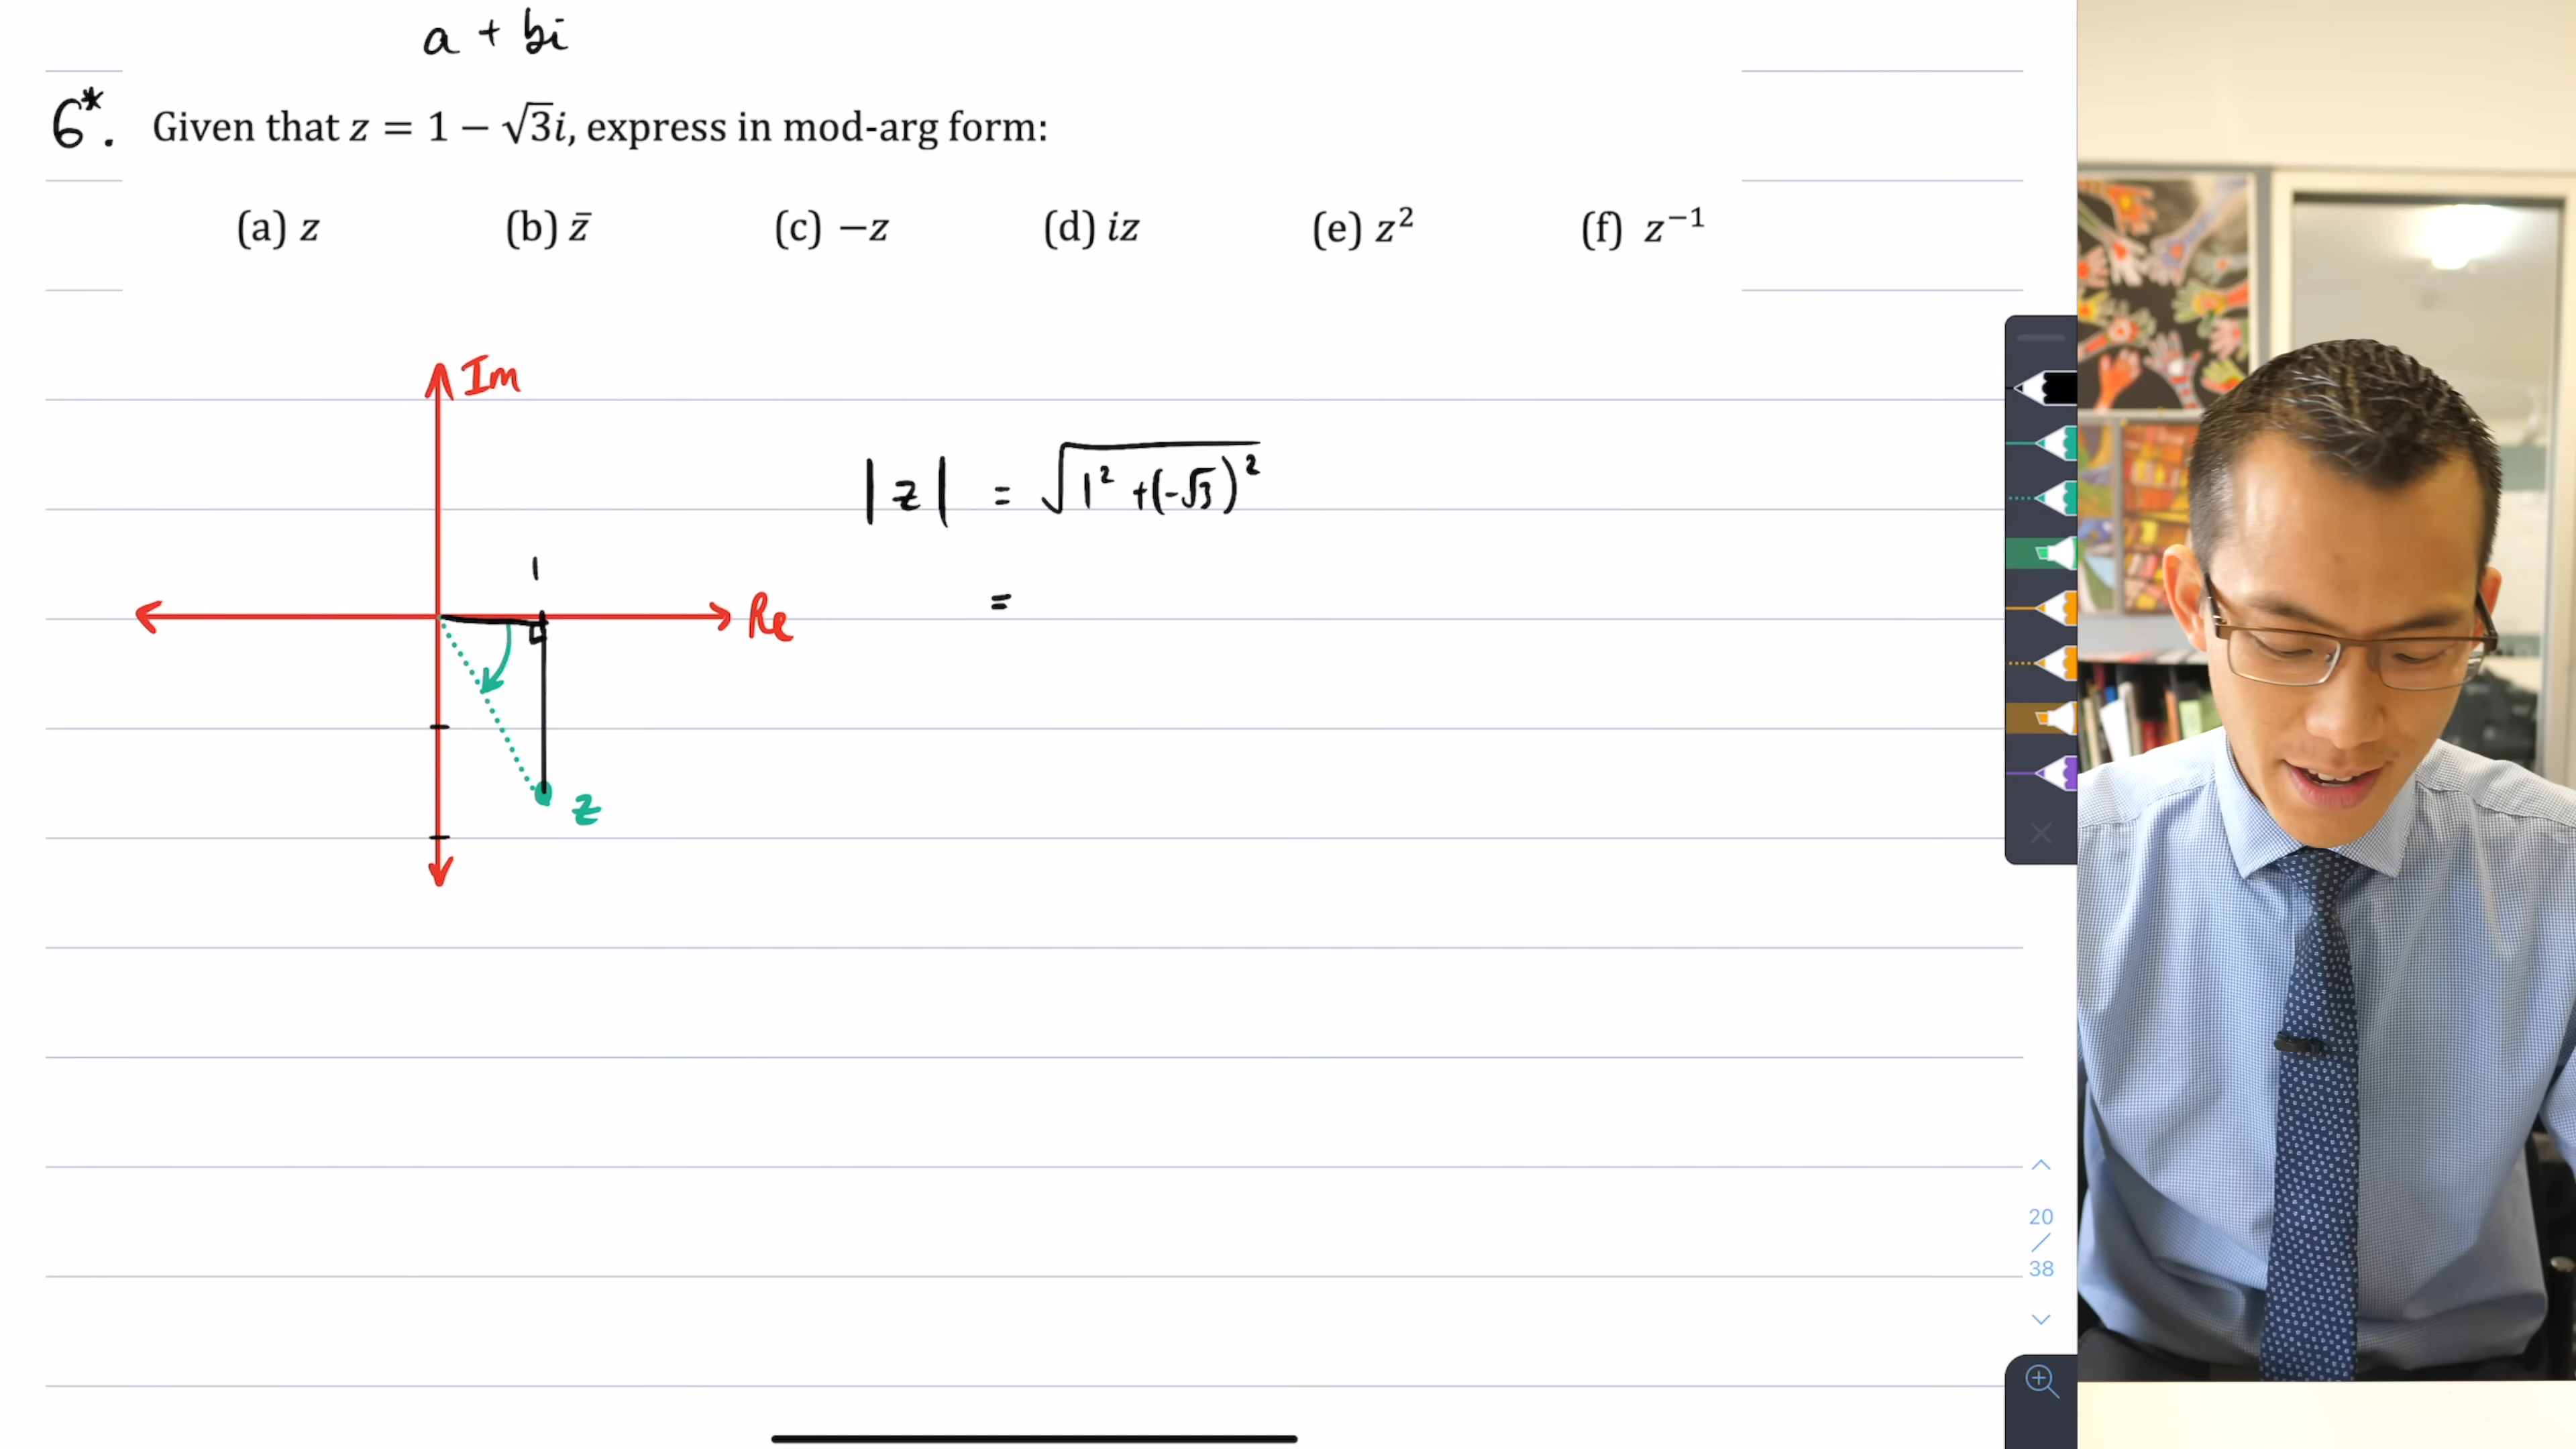 a + bi
6*. Given that z = 1 − √3i, express in mod-arg form:
(a) z (b) z̄ (c) −z (d) iz (e) z² (f) z⁻¹
Im
|z| = √(1² + (-√3)²)
1
=
Re
z
20
/
38